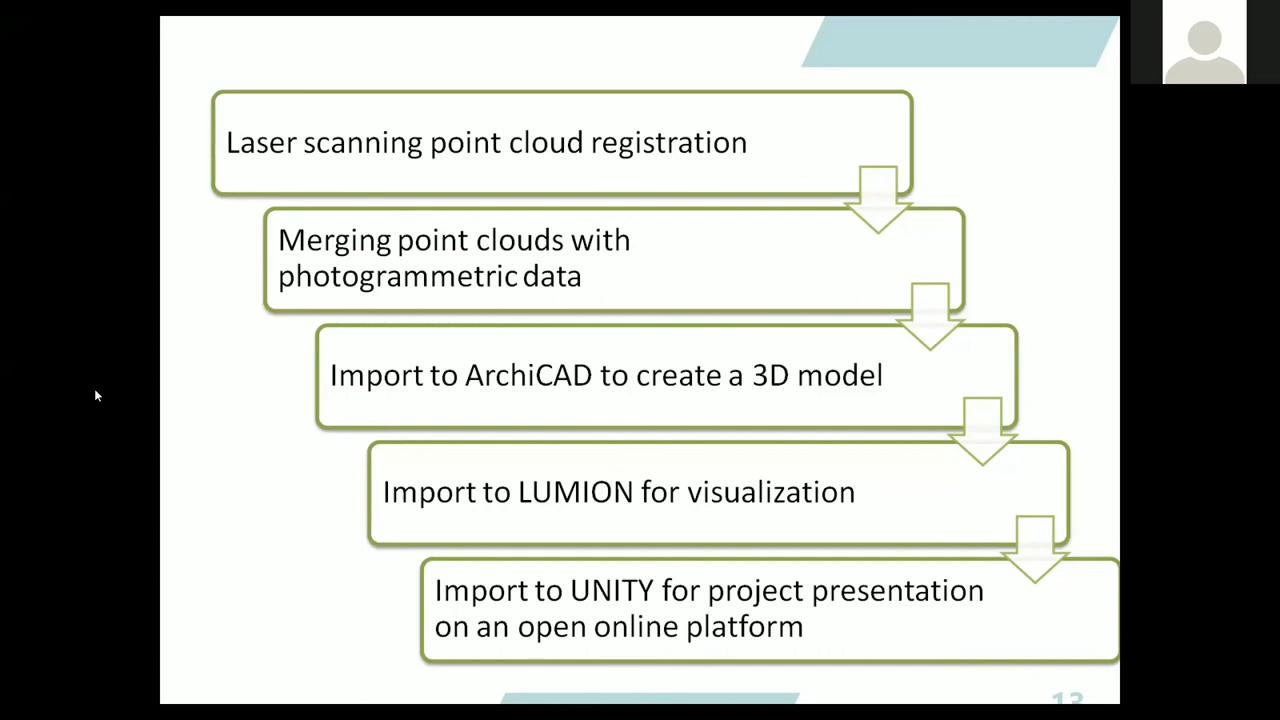 Laser scanning point cloud registration
Merging point clouds with
photogrammetric data
Import to ArchiCAD to create a 3D model
Import to LUMION for visualization
Import to UNITY for project presentation
on an open online platform
13